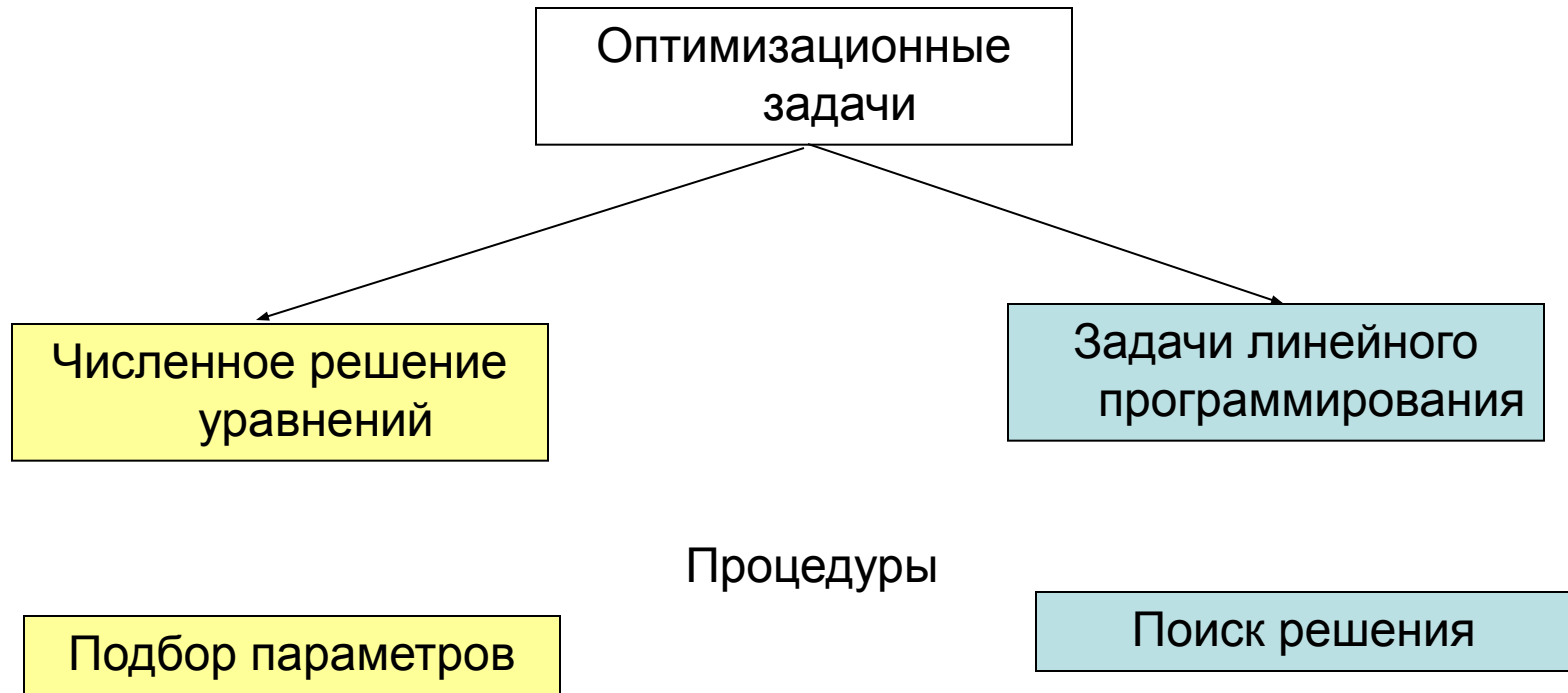 Оптимизационные
задачи
Численное решение
уравнений
Задачи линейного
программирования
Процедуры
Подбор параметров
Поиск решения